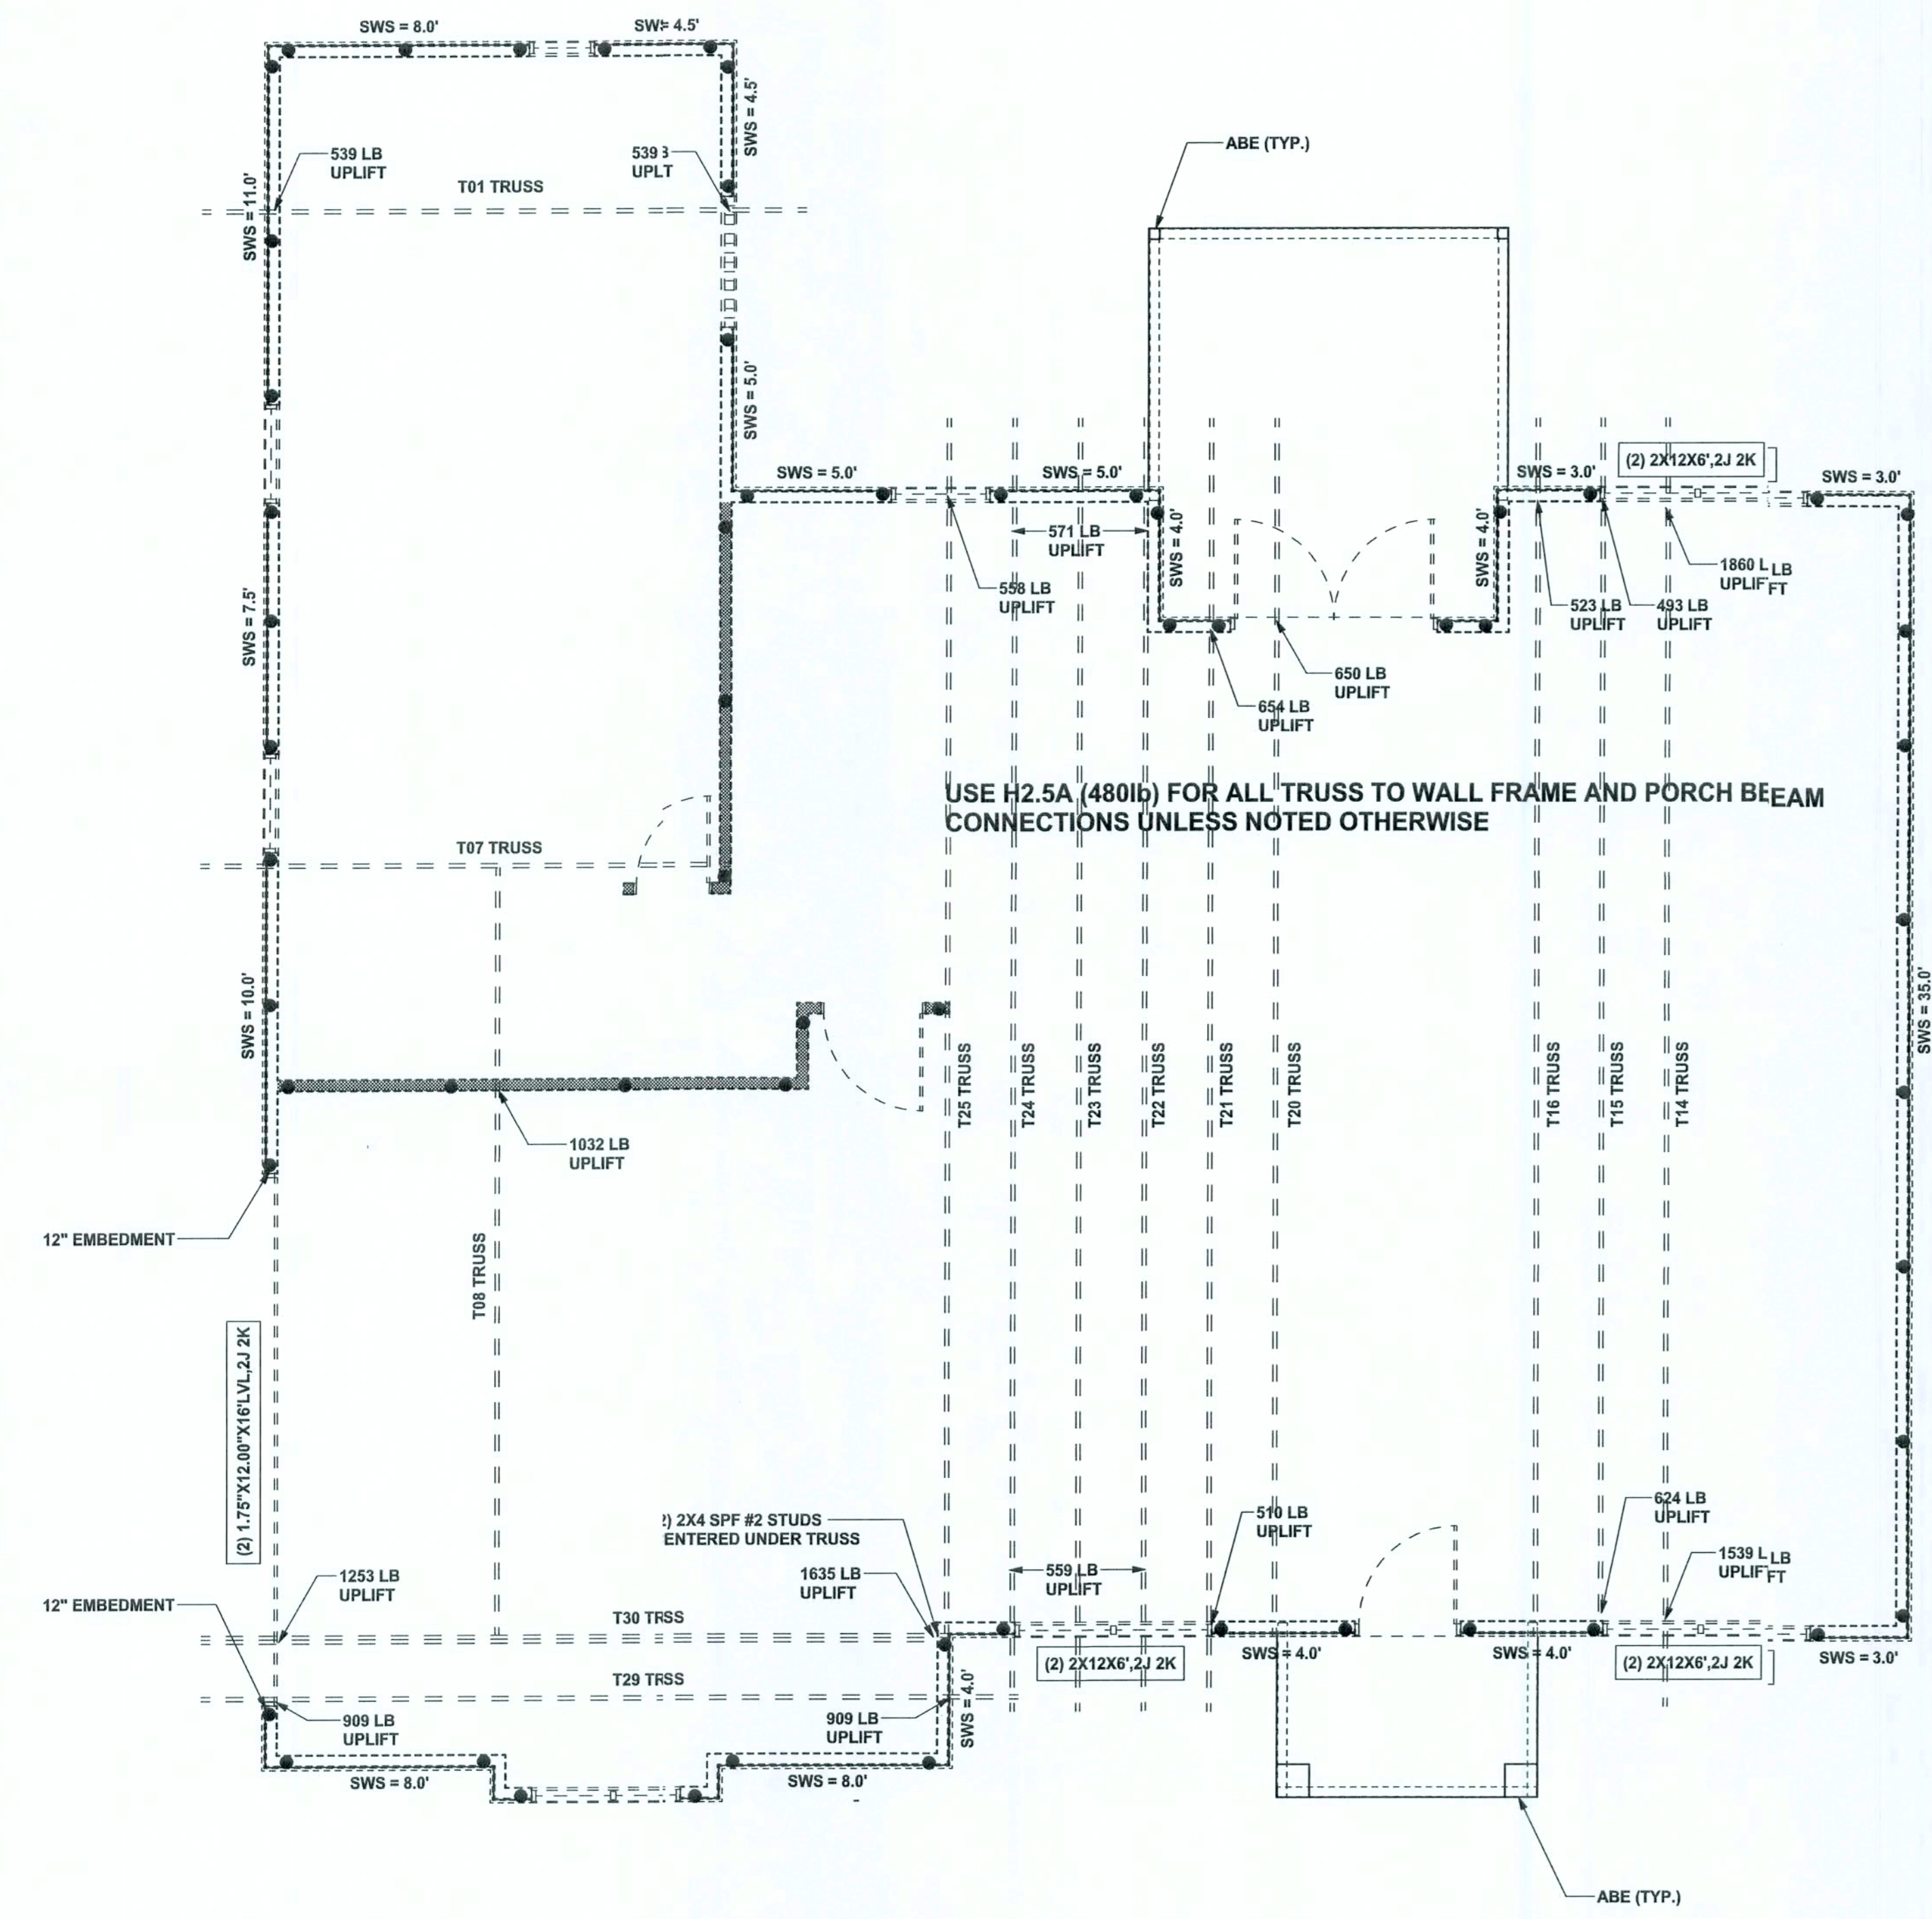 SWS = 8.0'
SW= 4.5'
SWS = 4.5'
539 LB
UPLIFT
539
UPLT
T01 TRUSS
SWS = 11.0'
ABE (TYP.)
SWS = 5.0'
SWS = 5.0'
SWS = 5.0'
SWS = 3.0'
(2) 2X12X6',2J 2K
SWS = 3.0'
571 LB
UPLIFT
SWS = 4.0'
SWS = 4.0'
558 LB
UPLIFT
1860 L LB
UPLIF FT
523 LB
UPLIFT
493 LB
UPLIFT
SWS = 7.5'
650 LB
UPLIFT
654 LB
UPLIFT
USE H2.5A (480lb) FOR ALL TRUSS TO WALL FRAME AND PORCH BEEAM
CONNECTIONS UNLESS NOTED OTHERWISE
T07 TRUSS
SWS = 10.0'
SWS = 35.0'
T25 TRUSS
T24 TRUSS
T23 TRUSS
T22 TRUSS
T21 TRUSS
T20 TRUSS
T16 TRUSS
T15 TRUSS
T14 TRUSS
1032 LB
UPLIFT
12" EMBEDMENT
T08 TRUSS
(2) 1.75"X12.00"X16'LVL,2J 2K
) 2X4 SPF #2 STUDS
ENTERED UNDER TRUSS
510 LB
UPLIFT
624 LB
UPLIFT
1253 LB
UPLIFT
1635 LB
UPLIFT
559 LB
UPLIFT
1539 L LB
UPLIF FT
12" EMBEDMENT
T30 TRSS
(2) 2X12X6',2J 2K
SWS = 4.0'
SWS = 4.0'
(2) 2X12X6',2J 2K
SWS = 3.0'
T29 TRSS
SWS = 4.0'
909 LB
UPLIFT
909 LB
UPLIFT
SWS = 8.0'
SWS = 8.0'
ABE (TYP.)